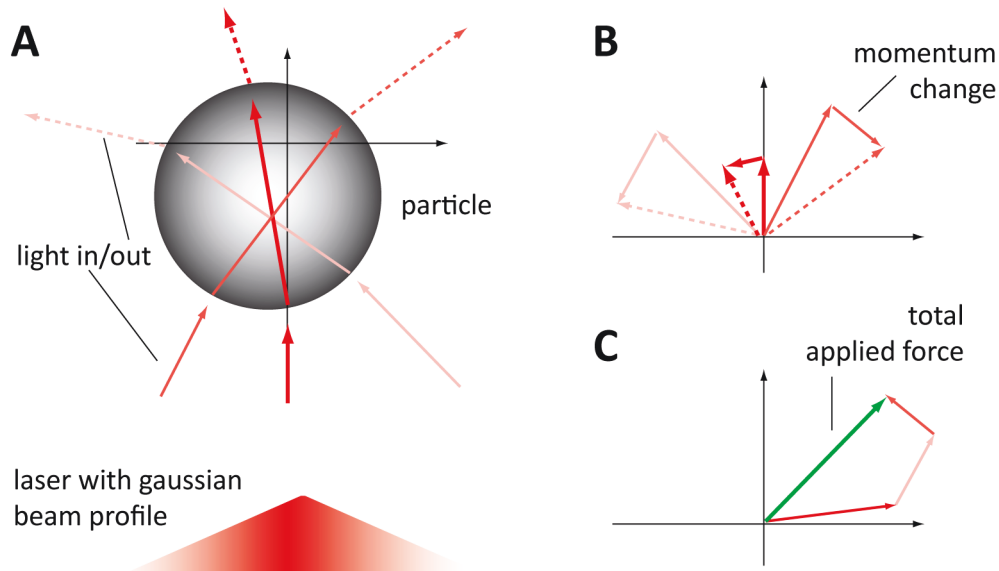 A
particle
light in/out
laser with gaussian
beam profile
B
momentum
change
C
total
applied force